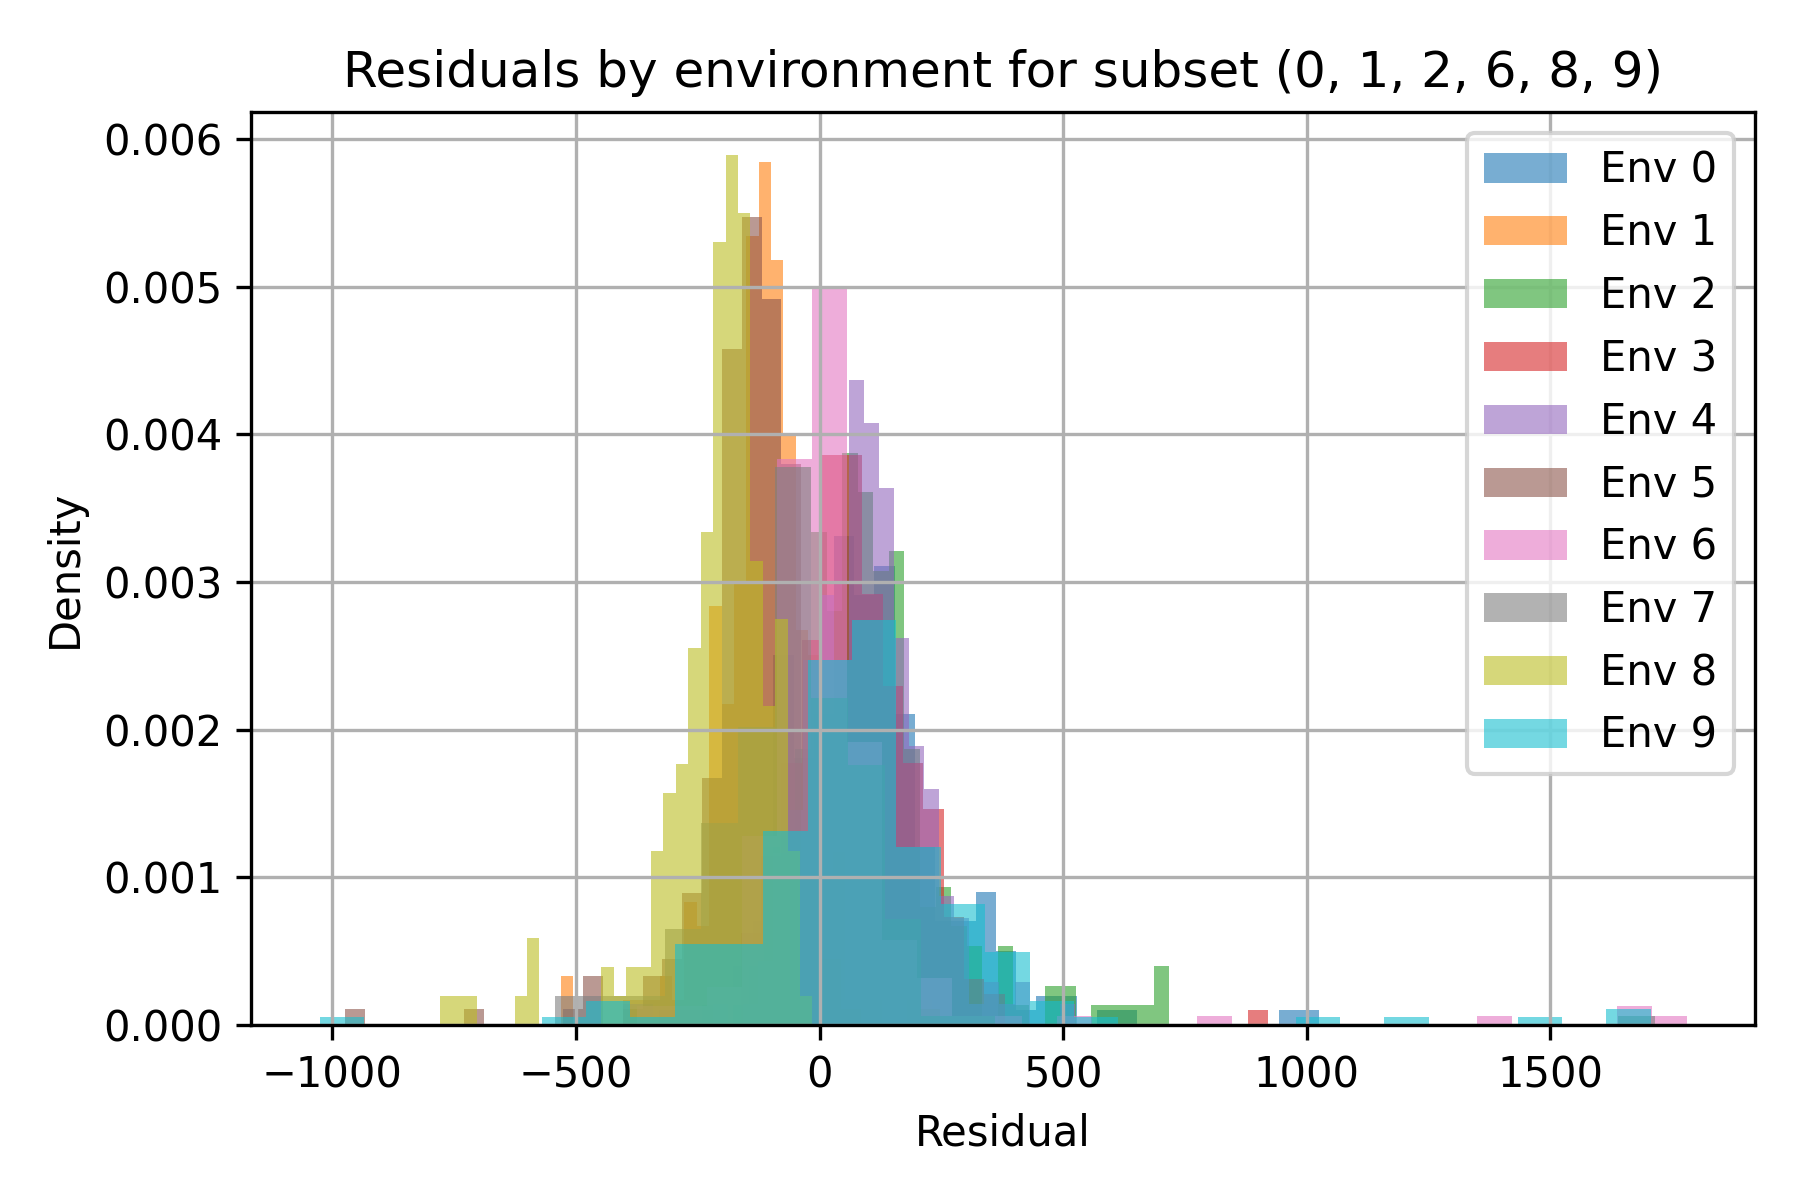 Residuals by environment for subset (0, 1, 2, 6, 8, 9)
0.006
0.005
0.004
0.003
0.002
0.001
0.000
Density
−1000
−500
0
500
1000
1500
Residual
Env 0
Env 1
Env 2
Env 3
Env 4
Env 5
Env 6
Env 7
Env 8
Env 9